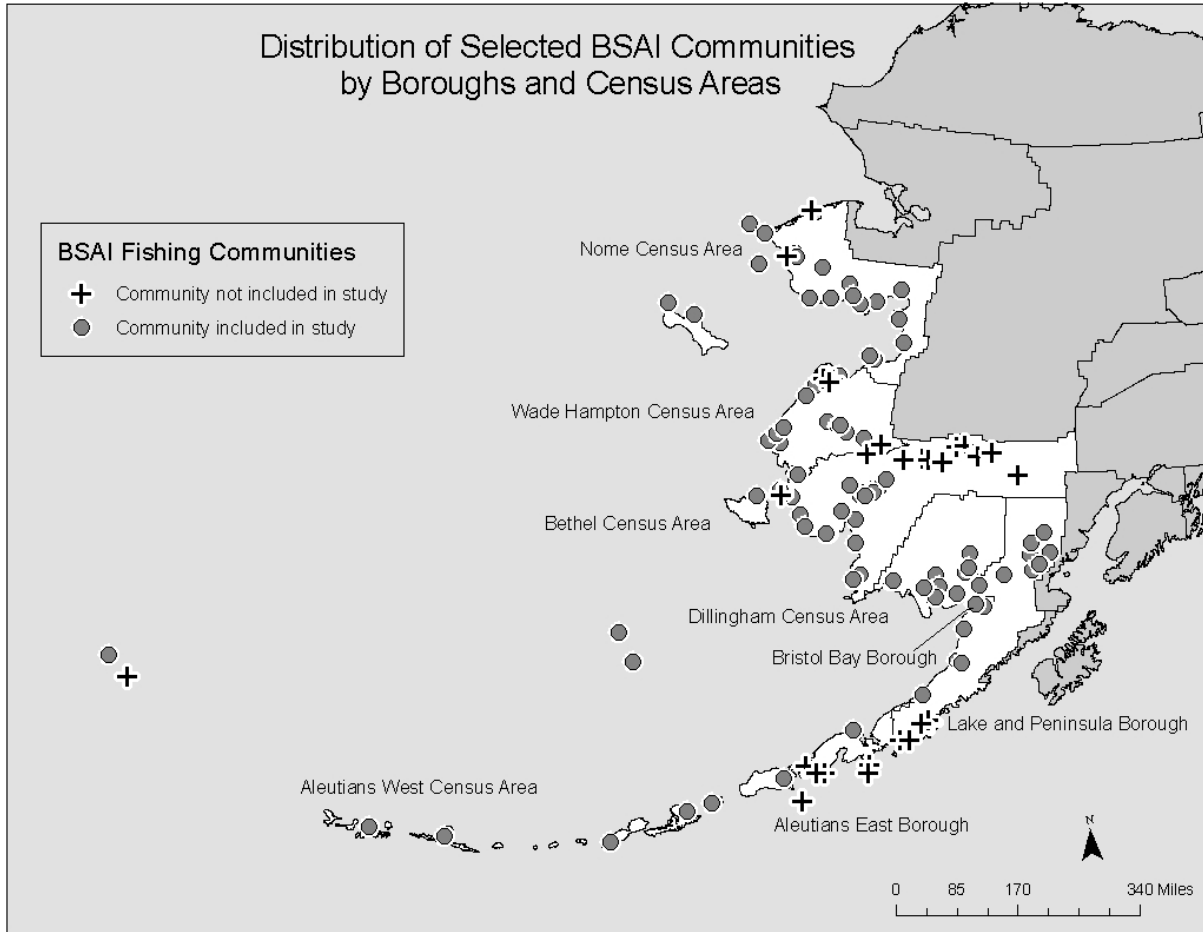 Distribution of Selected BSAI Communities
by Boroughs and Census Areas
BSAI Fishing Communities
Community not included in study
Community included in study
Nome Census Area
Wade Hampton Census Area
Bethel Census Area
Dillingham Census Area
Bristol Bay Borough
Lake and Peninsula Borough
Aleutians West Census Area
Aleutians East Borough
N
0 85 170 340 Miles